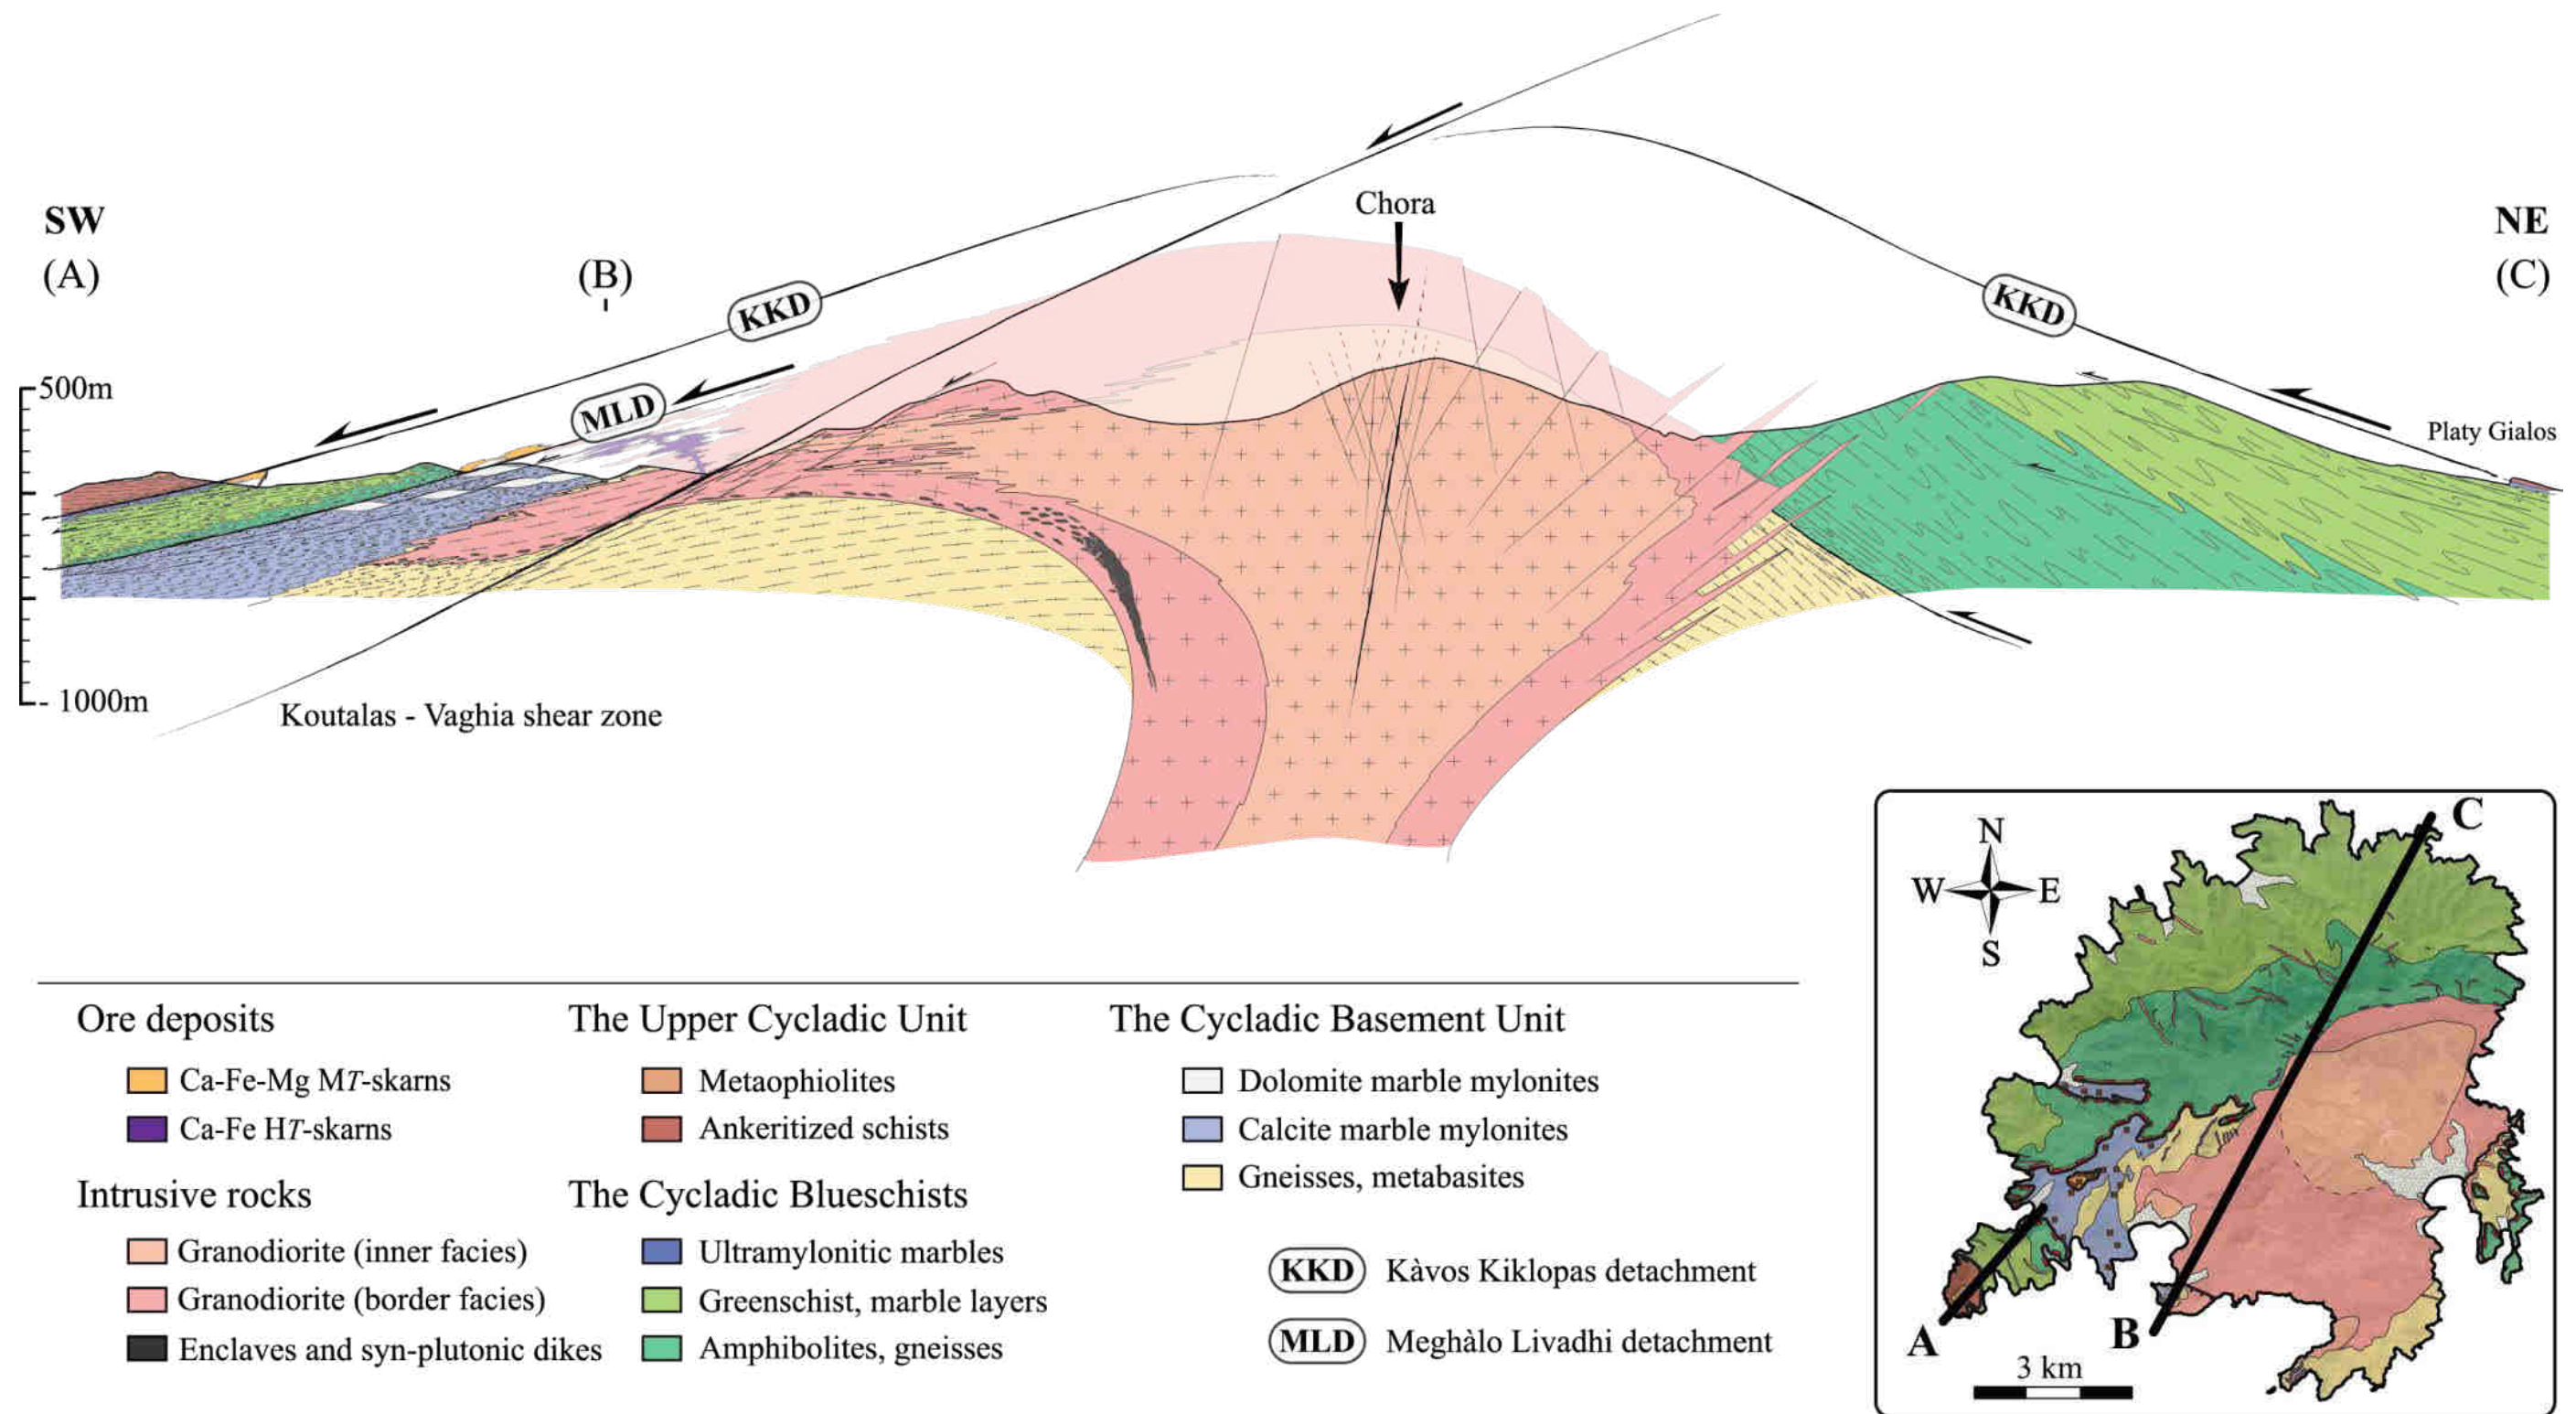 SW
(A)
(B)
Chora
NE
(C)
KKD
KKD
MLD
Platy Gialos
500m
- 1000m
Koutalas - Vaghia shear zone
Ore deposits
Ca-Fe-Mg MT-skarns
Ca-Fe HT-skarns
Intrusive rocks
Granodiorite (inner facies)
Granodiorite (border facies)
Enclaves and syn-plutonic dikes
The Upper Cycladic Unit
Metaophiolites
Ankeritized schists
The Cycladic Blueschists
Ultramylonitic marbles
Greenschist, marble layers
Amphibolites, gneisses
The Cycladic Basement Unit
Dolomite marble mylonites
Calcite marble mylonites
Gneisses, metabasites
KKD Kàvos Kiklopas detachment
MLD Meghàlo Livadhi detachment
C
N
W E
S
A
B
3 km